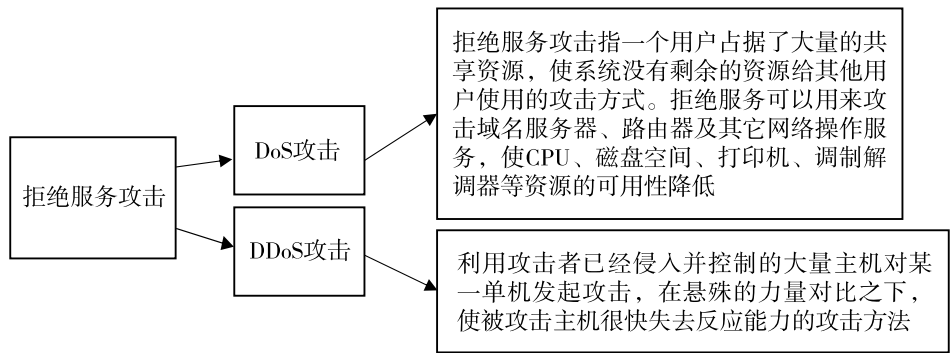 拒绝服务攻击
DoS攻击
DDoS攻击
拒绝服务攻击指一个用户占据了大量的共
享资源，使系统没有剩余的资源给其他用
户使用的攻击方式。拒绝服务可以用来攻
击域名服务器、路由器及其它网络操作服
务，使CPU、磁盘空间、打印机、调制解
调器等资源的可用性降低
利用攻击者已经侵入并控制的大量主机对某
一单机发起攻击，在悬殊的力量对比之下，
使被攻击主机很快失去反应能力的攻击方法